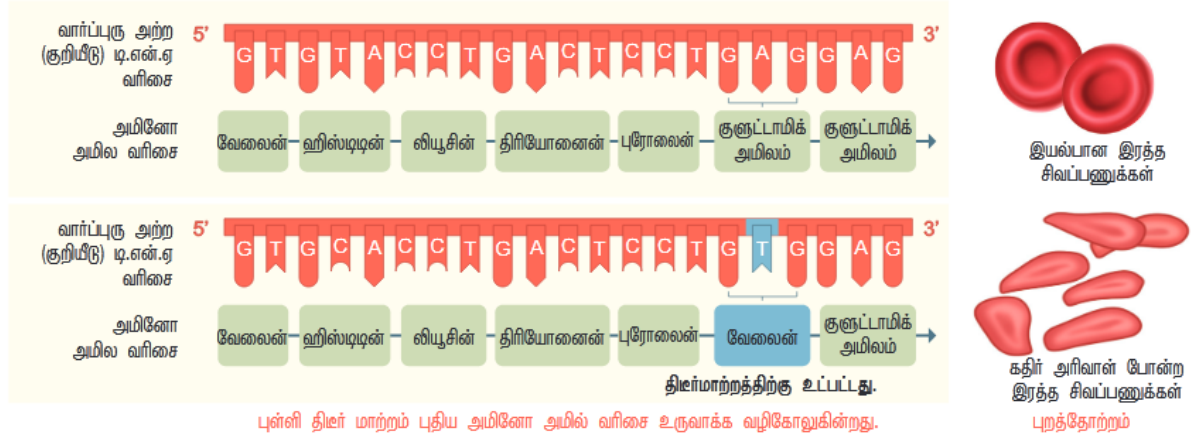 வார்ப்புரு அற்ற
(குறியீடு) டி.என்.ஏ
வரிசை
5’ G T G T A C C T G A C T C C T G A G G A G 3’
அமினோ
அமில வரிசை
வேலைன் ஹிஸ்டிடின் லியூசின் திரியோனைன் புரோலைன் குளுட்டாமிக் அமிலம் குளுட்டாமிக் அமிலம்
இயல்பான இரத்த
சிவப்பணுக்கள்
வார்ப்புரு அற்ற
(குறியீடு) டி.என்.ஏ
வரிசை
5’ G T G C A C C T G A C T C C T G T G G A G 3’
அமினோ
அமில வரிசை
வேலைன் ஹிஸ்டிடின் லியூசின் திரியோனைன் புரோலைன் வேலைன் குளுட்டாமிக் அமிலம்
திடீர்மாற்றத்திற்கு உட்பட்டது.
கதிர் அரிவாள் போன்ற
இரத்த சிவப்பணுக்கள்
புள்ளி திடீர் மாற்றம் புதிய அமினோ அமில் வரிசை உருவாக்க வழிகோலுகின்றது.
புறத்தோற்றம்